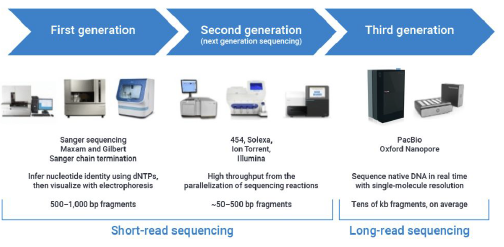 First generation
Second generation
(next generation sequencing)
Third generation
Sanger sequencing
Maxam and Gilbert
Sanger chain termination
454, Solexa,
Ion Torrent,
Illumina
PacBio
Oxford Nanopore
Infer nucleotide identity using dNTPs,
then visualize with electrophoresis
High throughput from the
parallelization of sequencing reactions
Sequence native DNA in real time
with single-molecule resolution
500–1,000 bp fragments
~50–500 bp fragments
Tens of kb fragments, on average
Short-read sequencing
Long-read sequencing